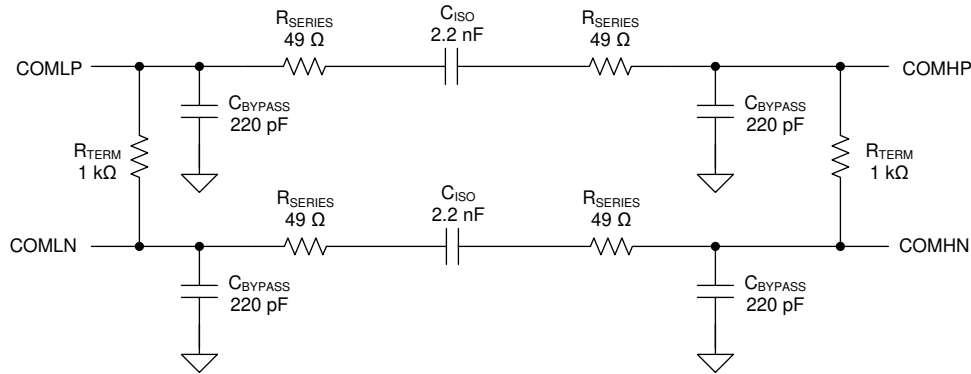 RSERIES
49 Ω
CISO
2.2 nF
RSERIES
49 Ω
COMLP
COMHP
CBYPASS
220 pF
CBYPASS
220 pF
RTERM
1 kΩ
RTERM
1 kΩ
RSERIES
49 Ω
CISO
2.2 nF
RSERIES
49 Ω
COMLN
COMHN
CBYPASS
220 pF
CBYPASS
220 pF